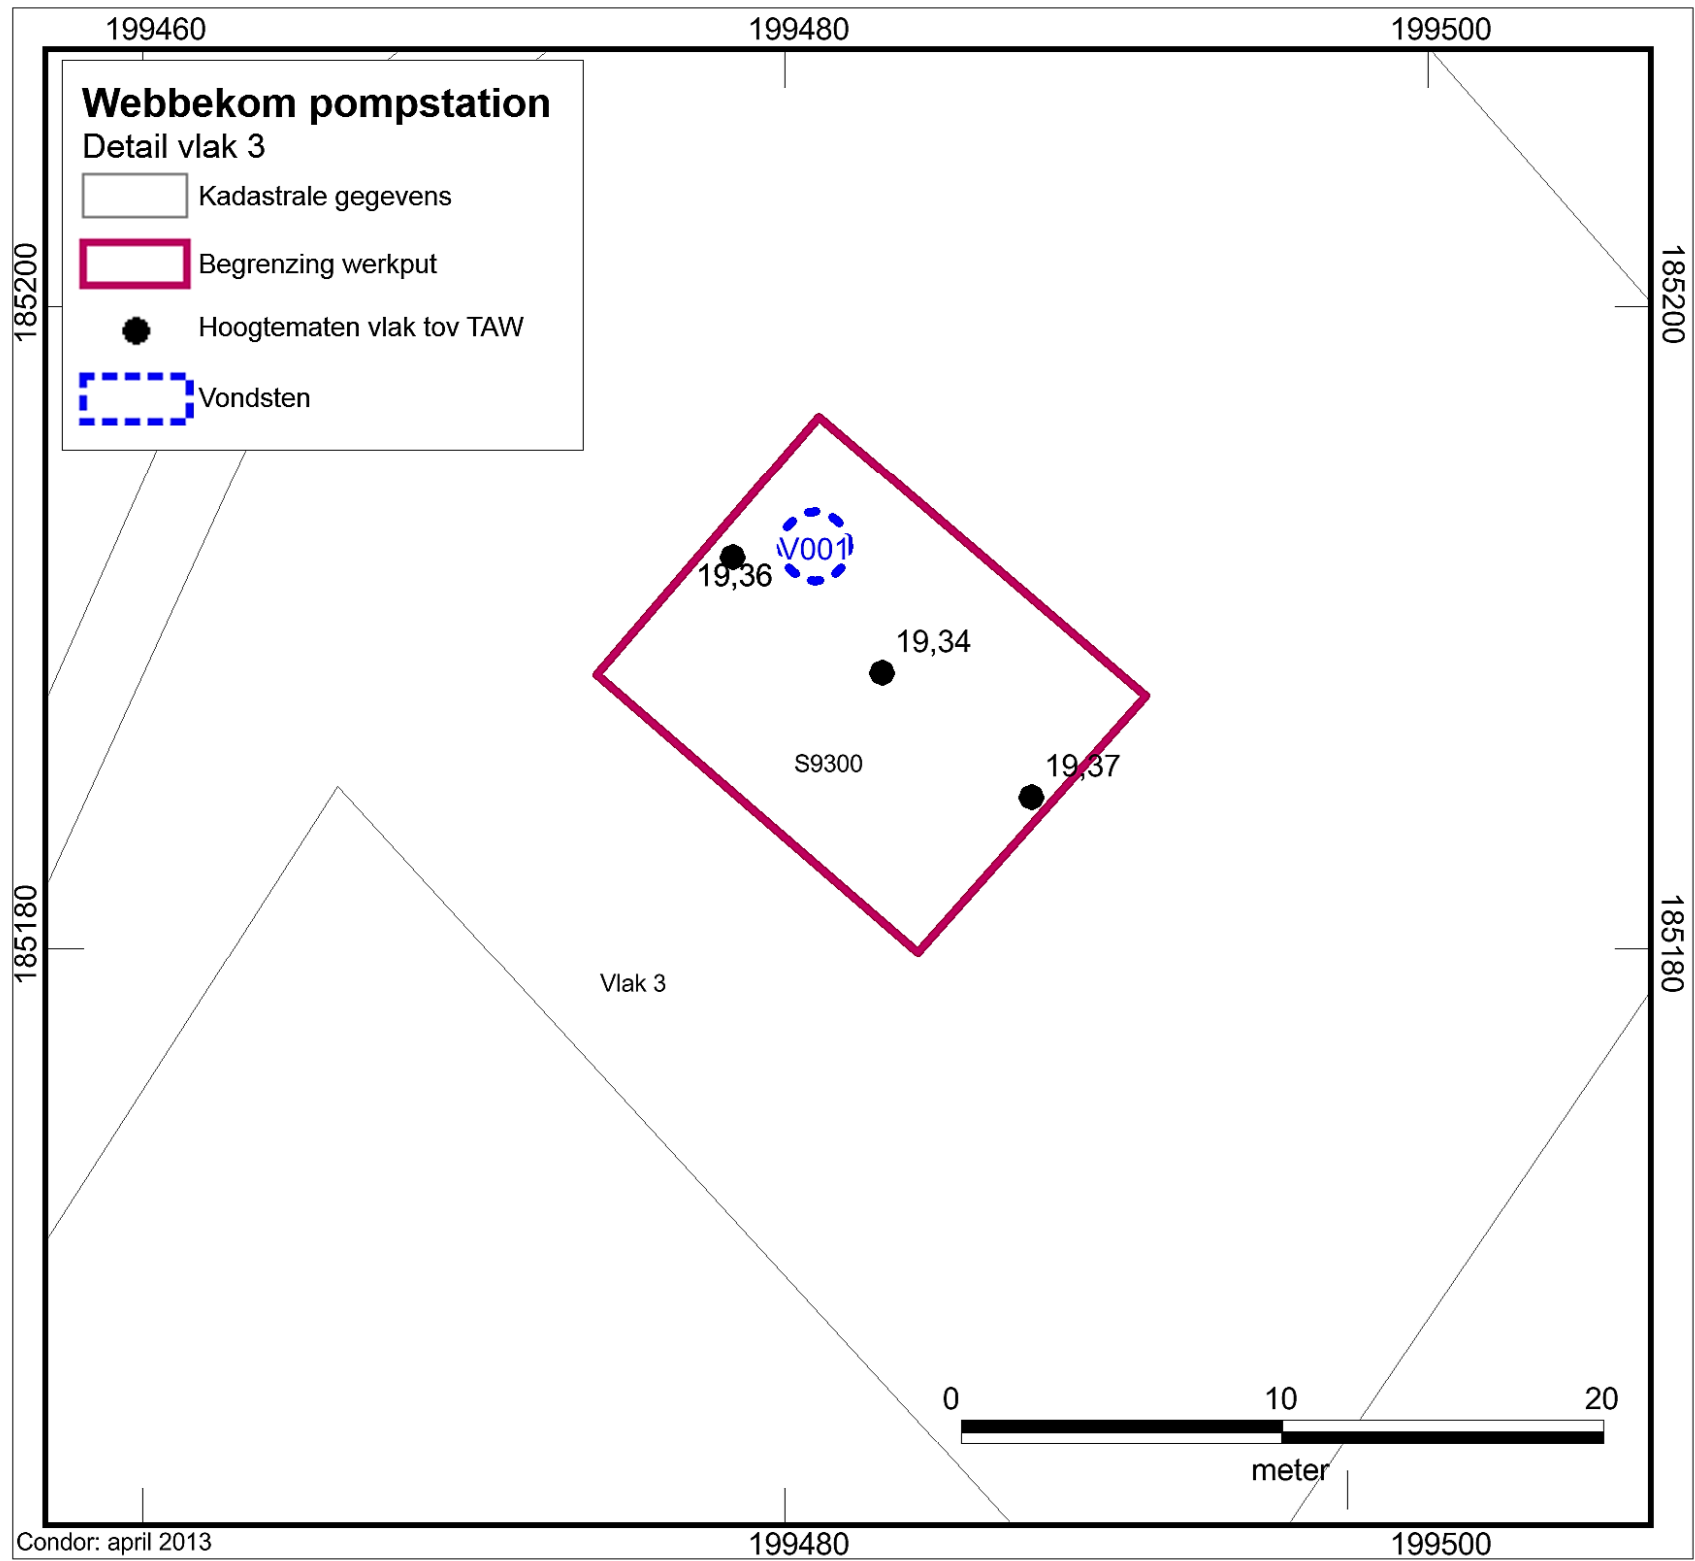 199460 199480 199500
Webbekom pompstation
Detail vlak 3
Kadastrale gegevens
Begrenzing werkput
Hoogtematen vlak tov TAW
Vondsten
185200
185200
V001
19,36
19,34
S9300
19,37
185180
185180
Vlak 3
0 10 20
meter
Condor: april 2013
199480 199500